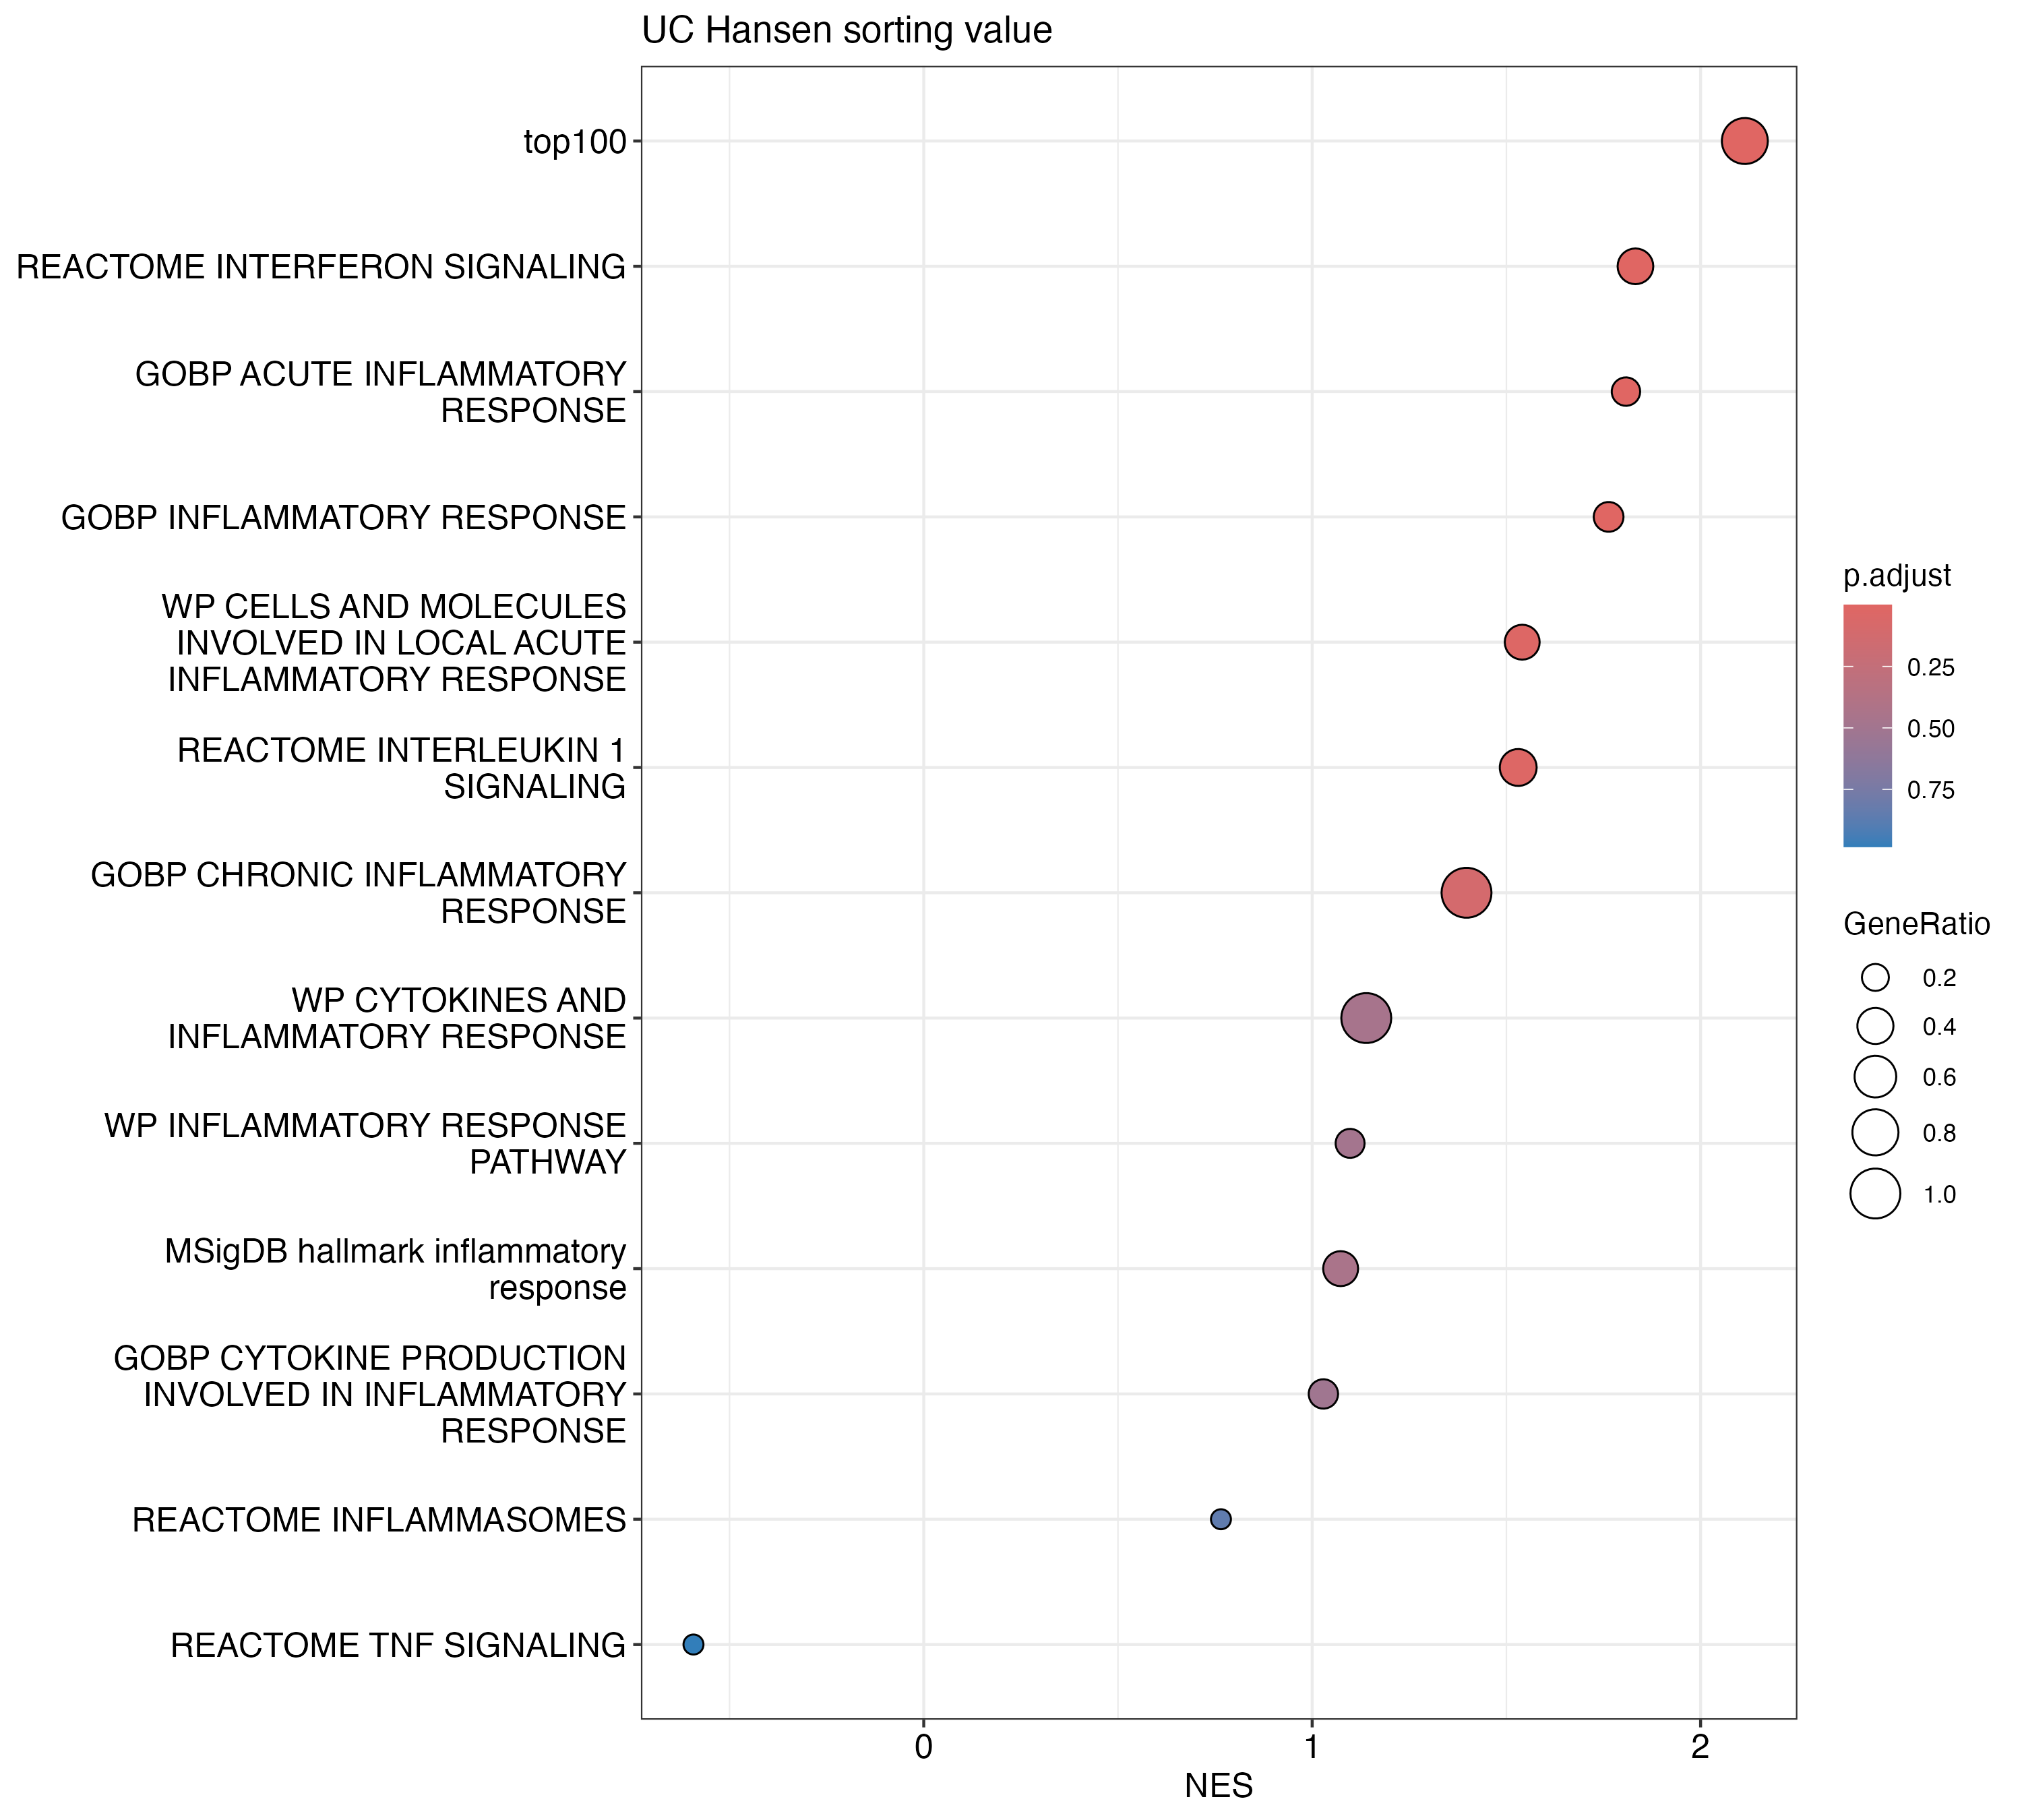 UC Hansen sorting value
top100
REACTOME INTERFERON SIGNALING
GOBP ACUTE INFLAMMATORY
RESPONSE
GOBP INFLAMMATORY RESPONSE
WP CELLS AND MOLECULES
INVOLVED IN LOCAL ACUTE
INFLAMMATORY RESPONSE
REACTOME INTERLEUKIN 1
SIGNALING
GOBP CHRONIC INFLAMMATORY
RESPONSE
WP CYTOKINES AND
INFLAMMATORY RESPONSE
WP INFLAMMATORY RESPONSE
PATHWAY
MSigDB hallmark inflammatory
response
GOBP CYTOKINE PRODUCTION
INVOLVED IN INFLAMMATORY
RESPONSE
REACTOME INFLAMMASOMES
REACTOME TNF SIGNALING
0
1
2
NES
p.adjust
0.25
0.50
0.75
GeneRatio
0.2
0.4
0.6
0.8
1.0